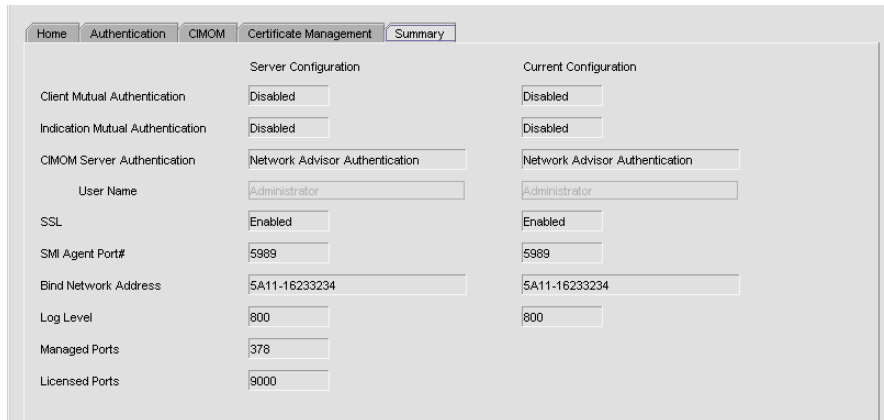 Home Authentication CIMOM Certificate Management Summary
Server Configuration Current Configuration
Client Mutual Authentication Disabled Disabled
Indication Mutual Authentication Disabled Disabled
CIMOM Server Authentication Network Advisor Authentication Network Advisor Authentication
User Name Administrator Administrator
SSL Enabled Enabled
SMI Agent Port# 5989 5989
Bind Network Address 5A11-16233234 5A11-16233234
Log Level 800 800
Managed Ports 378
Licensed Ports 9000